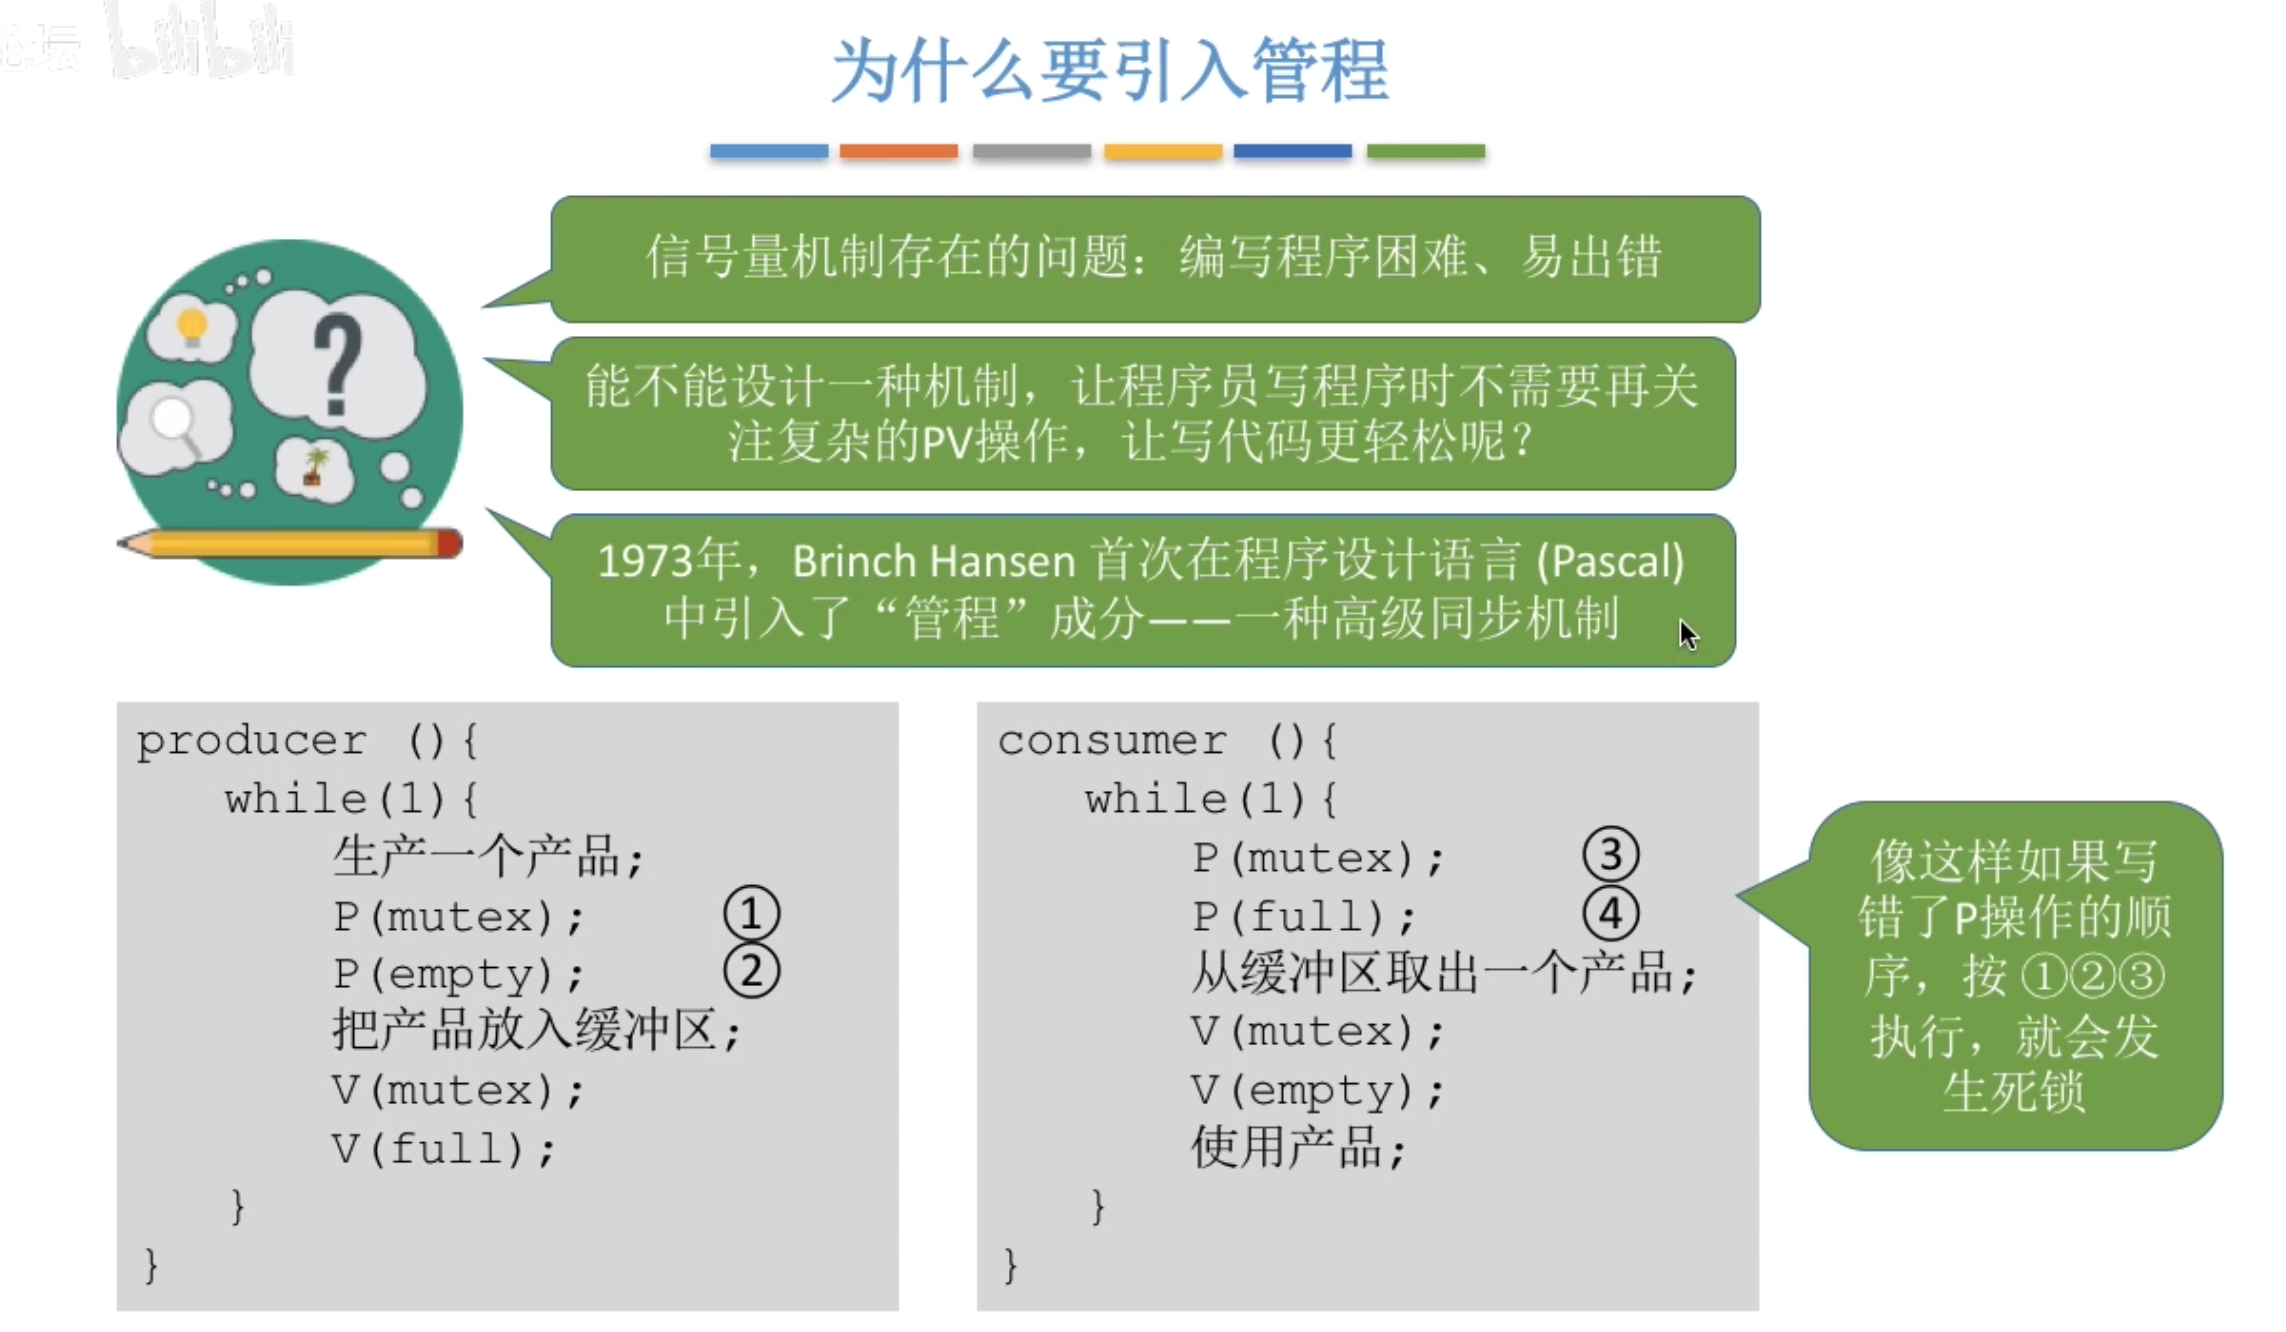 论坛 bilibili
为什么要引入管程
信号量机制存在的问题：编写程序困难、易出错
能不能设计一种机制，让程序员写程序时不需要再关
注复杂的PV操作，让写代码更轻松呢？
1973年，Brinch Hansen 首次在程序设计语言 (Pascal)
中引入了“管程”成分——一种高级同步机制
producer (){
while(1){
生产一个产品;
P(mutex); ①
P(empty); ②
把产品放入缓冲区;
V(mutex);
V(full);
}
}
consumer (){
while(1){
P(mutex); ③
P(full); ④
从缓冲区取出一个产品;
V(mutex);
V(empty);
使用产品;
}
}
像这样如果写
错了P操作的顺
序，按 ①②③
执行，就会发
生死锁